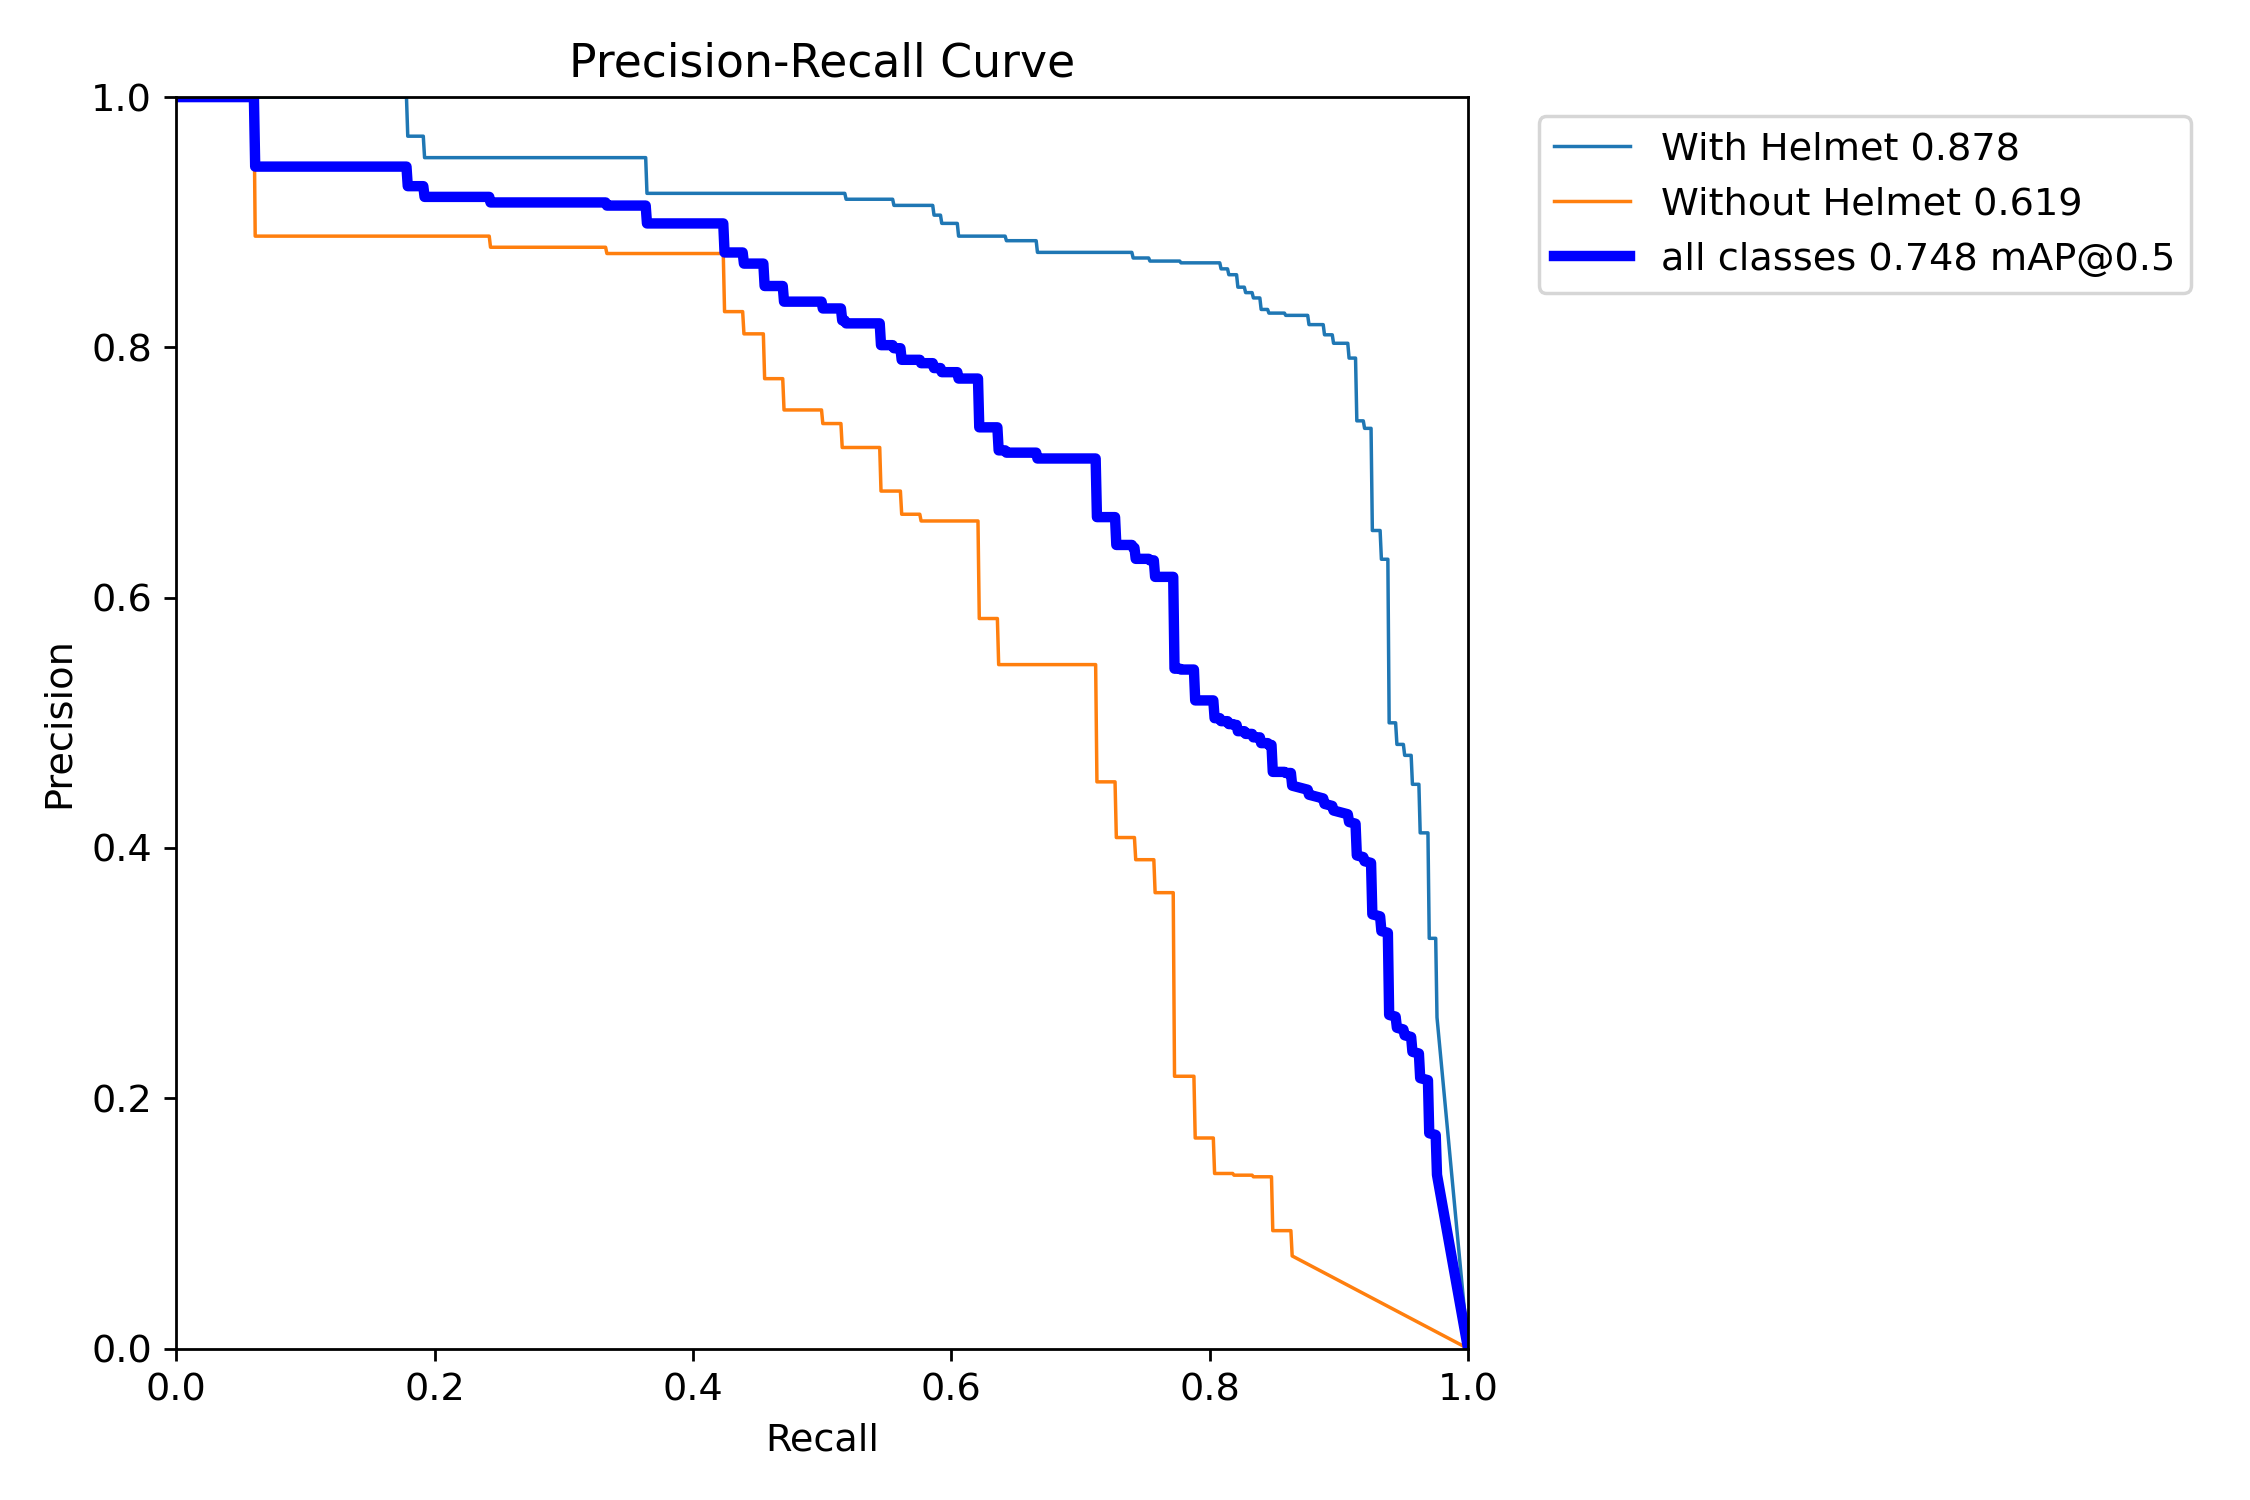 Precision-Recall Curve
With Helmet 0.878
Without Helmet 0.619
all classes 0.748 mAP@0.5
Precision
1.0
0.8
0.6
0.4
0.2
0.0
0.0 0.2 0.4 0.6 0.8 1.0
Recall